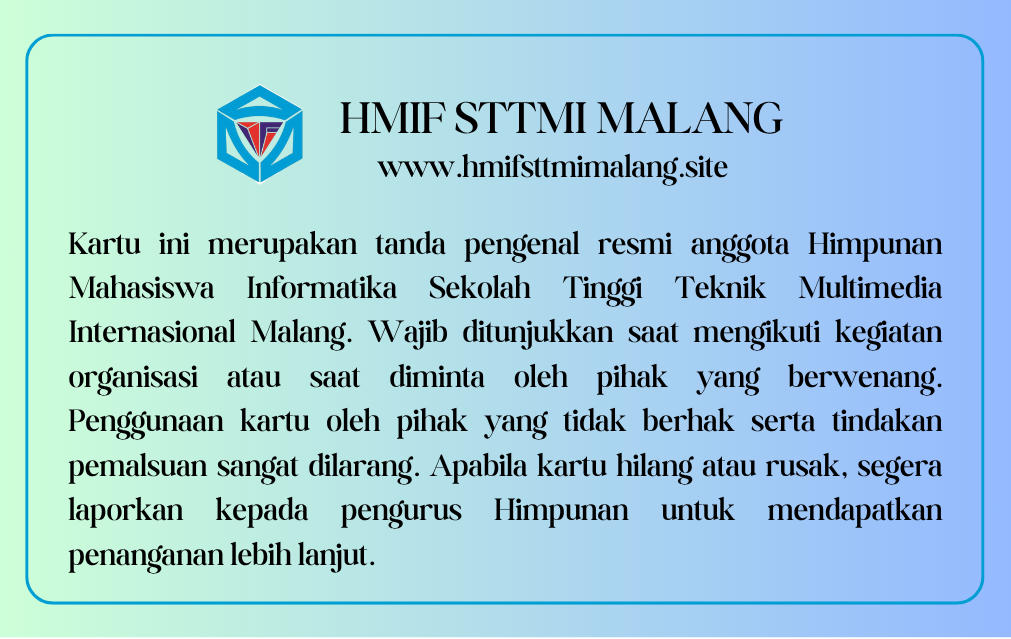 HMIF STTMI MALANG
www.hmifsttmimalang.site
Kartu ini merupakan tanda pengenal resmi anggota Himpunan
Mahasiswa Informatika Sekolah Tinggi Teknik Multimedia
Internasional Malang. Wajib ditunjukkan saat mengikuti kegiatan
organisasi atau saat diminta oleh pihak yang berwenang.
Penggunaan kartu oleh pihak yang tidak berhak serta tindakan
pemalsuan sangat dilarang. Apabila kartu hilang atau rusak, segera
laporkan kepada pengurus Himpunan untuk mendapatkan
penanganan lebih lanjut.